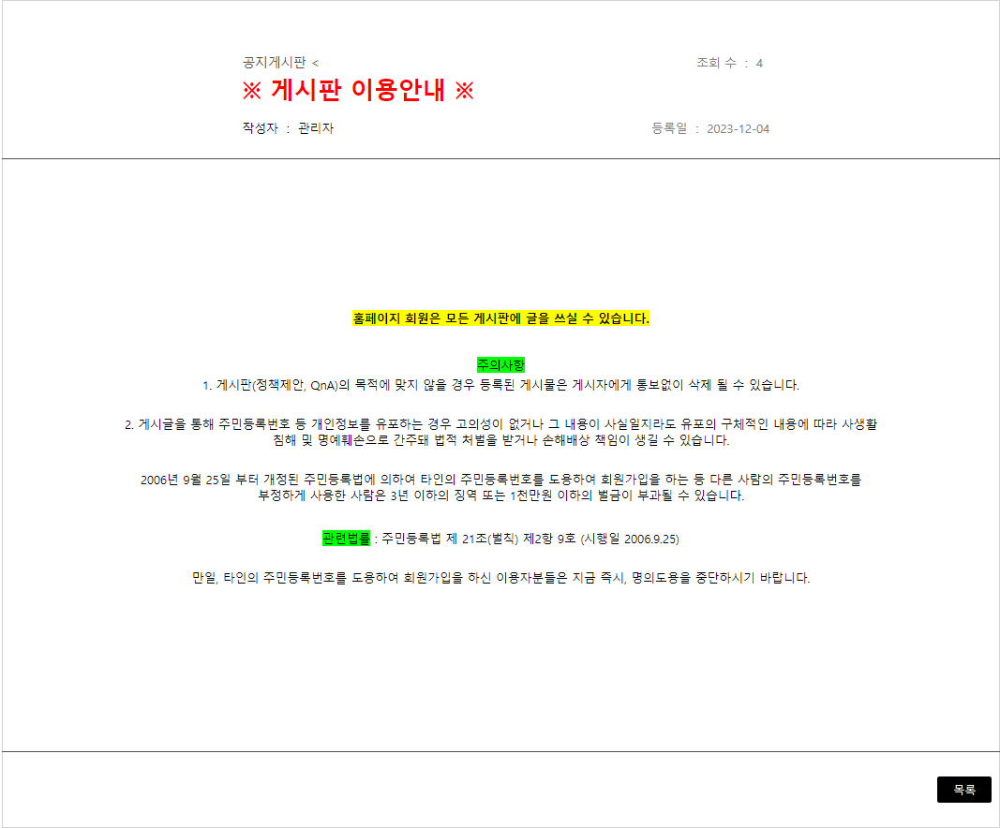 공지게시판 <
조회 수 : 4
※ 게시판 이용안내 ※
작성자 : 관리자
등록일 : 2023-12-04
홈페이지 회원은 모든 게시판에 글을 쓰실 수 있습니다.
주의사항
1. 게시판(정책제안, QnA)의 목적에 맞지 않을 경우 등록된 게시물은 게시자에게 통보없이 삭제 될 수 있습니다.
2. 게시글을 통해 주민등록번호 등 개인정보를 유포하는 경우 고의성이 없거나 그 내용이 사실일지라도 유포의 구체적인 내용에 따라 사생활
침해 및 명예훼손으로 간주돼 법적 처벌을 받거나 손해배상 책임이 생길 수 있습니다.
2006년 9월 25일 부터 개정된 주민등록법에 의하여 타인의 주민등록번호를 도용하여 회원가입을 하는 등 다른 사람의 주민등록번호를
부정하게 사용한 사람은 3년 이하의 징역 또는 1천만원 이하의 벌금이 부과될 수 있습니다.
관련법률 : 주민등록법 제 21조(벌칙) 제2항 9호 (시행일 2006.9.25)
만일, 타인의 주민등록번호를 도용하여 회원가입을 하신 이용자분들은 지금 즉시, 명의도용을 중단하시기 바랍니다.
목록